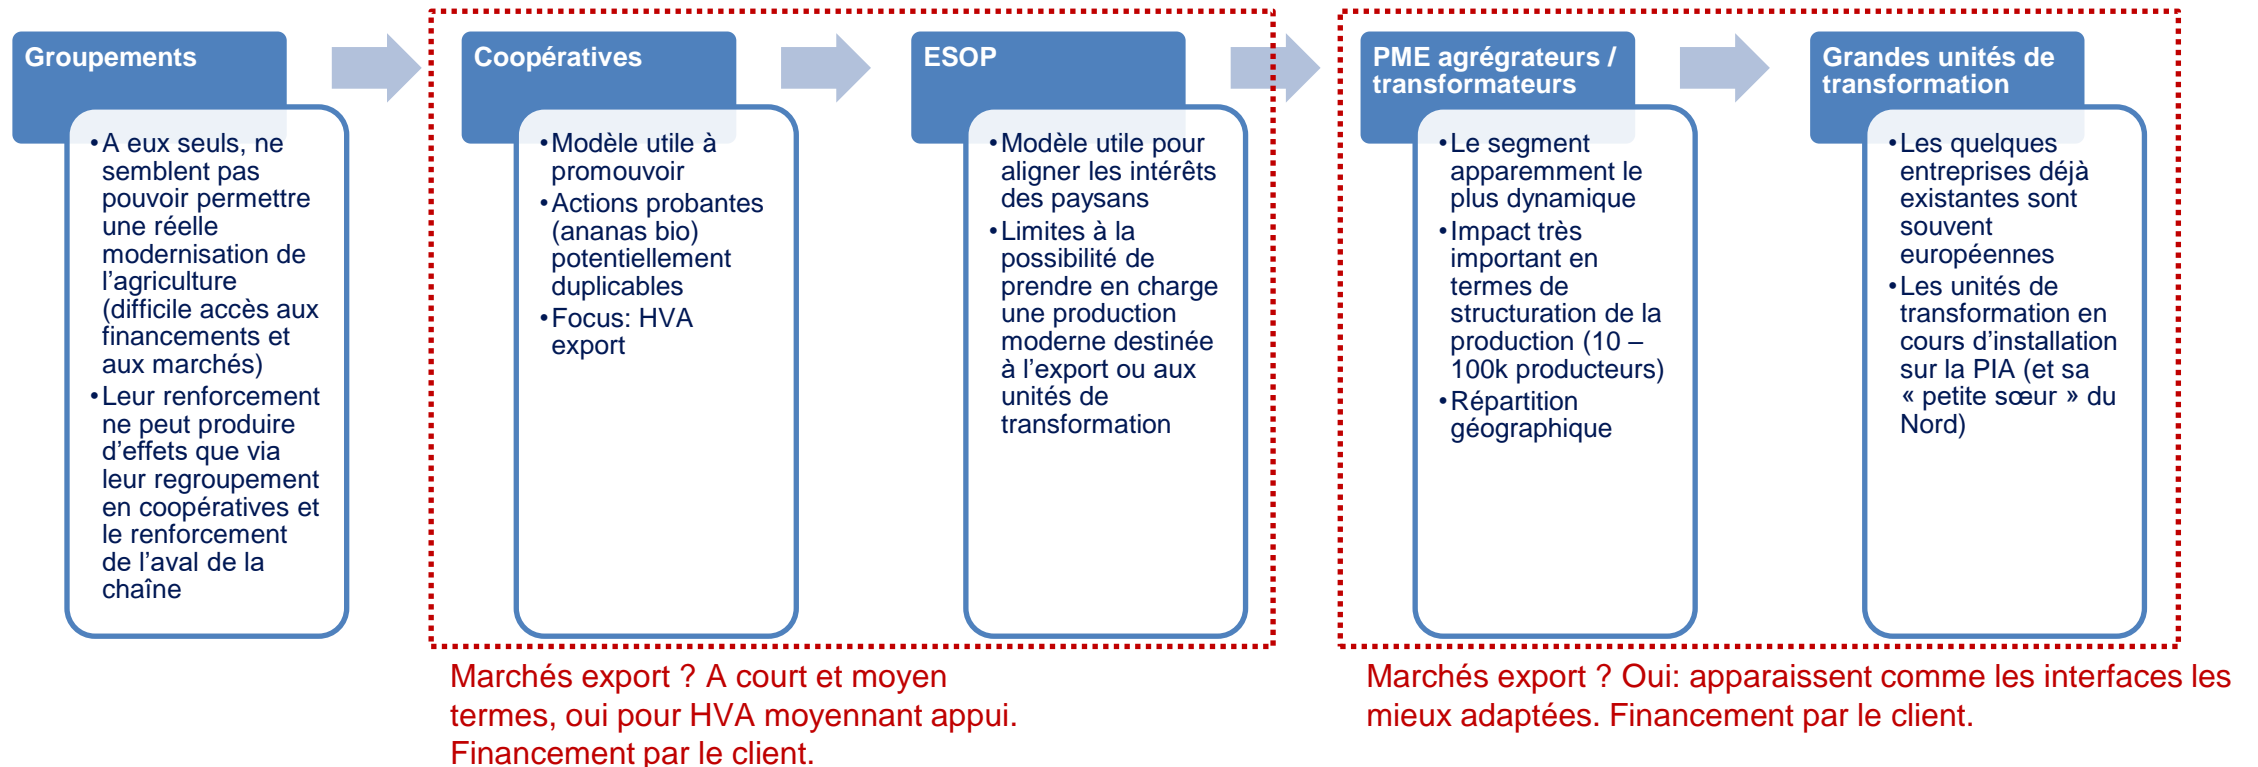 Groupements
•A eux seuls, ne
semblent pas
pouvoir permettre
une réelle
modernisation de
l’agriculture
(difficile accès aux
financements et
aux marchés)
•Leur renforcement
ne peut produire
d’effets que via
leur regroupement
en coopératives et
le renforcement
de l’aval de la
chaîne
Coopératives
•Modèle utile à
promouvoir
•Actions probantes
(ananas bio)
potentiellement
duplicables
•Focus: HVA
export
ESOP
•Modèle utile pour
aligner les intérêts
des paysans
•Limites à la
possibilité de
prendre en charge
une production
moderne destinée
à l’export ou aux
unités de
transformation
PME agrégrateurs /
transformateurs
•Le segment
apparemment le
plus dynamique
•Impact très
important en
termes de
structuration de la
production (10 –
100k producteurs)
•Répartition
géographique
Grandes unités de
transformation
•Les quelques
entreprises déjà
existantes sont
souvent
européennes
•Les unités de
transformation en
cours d’installation
sur la PIA (et sa
« petite sœur » du
Nord)
Marchés export ? A court et moyen
termes, oui pour HVA moyennant appui.
Financement par le client.
Marchés export ? Oui: apparaissent comme les interfaces les
mieux adaptées. Financement par le client.